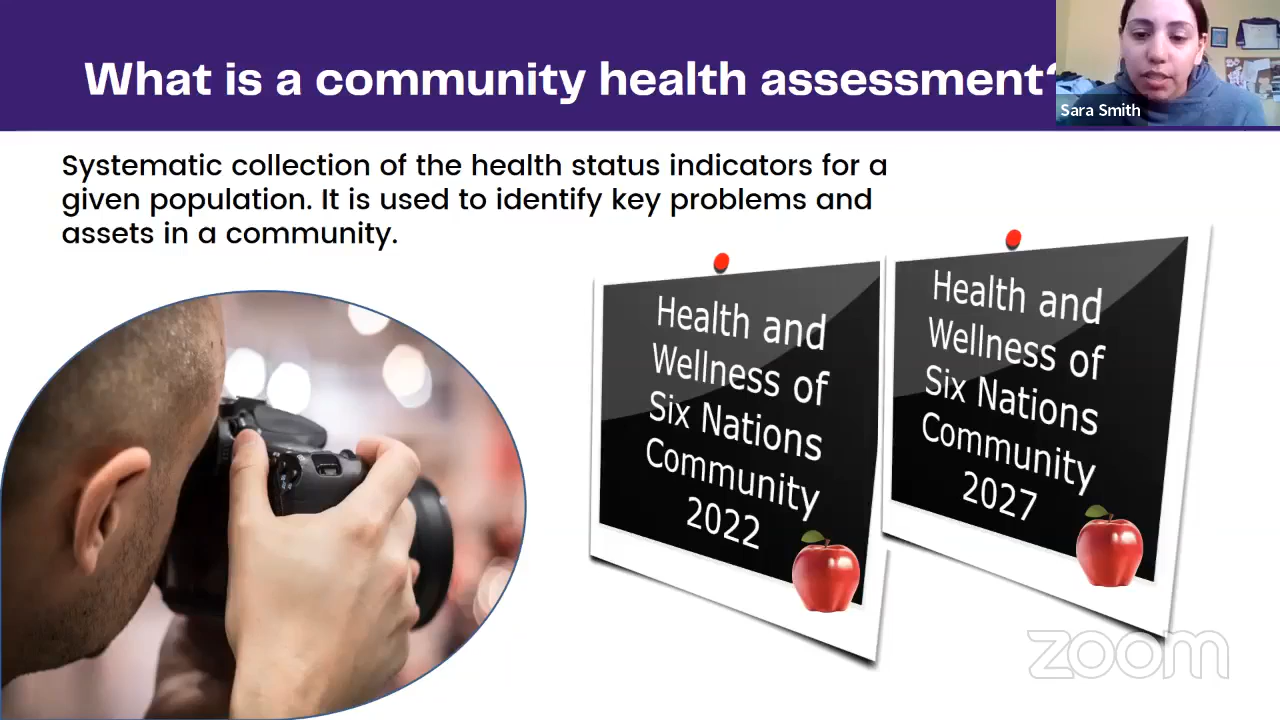 What is a community health assessment?
Sara Smith
Systematic collection of the health status indicators for a
given population. It is used to identify key problems and
assets in a community.
Health and
Wellness of
Six Nations
Community
2022
Health and
Wellness of
Six Nations
Community
2027
zoom